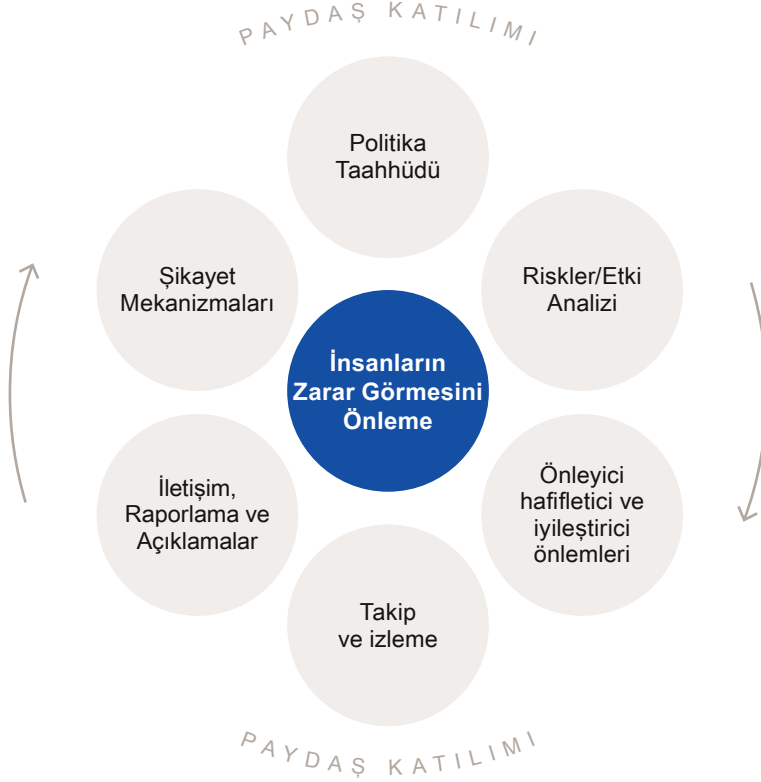 PAYDAŞ KATILIMI
Politika
Taahhüdü
Şikayet
Mekanizmaları
Riskler/Etki
Analizi
İnsanların
Zarar Görmesini
Önleme
İletişim,
Raporlama ve
Açıklamalar
Önleyici
hafifletici ve
iyileştirici
önlemleri
Takip
ve izleme
PAYDAŞ KATILIMI